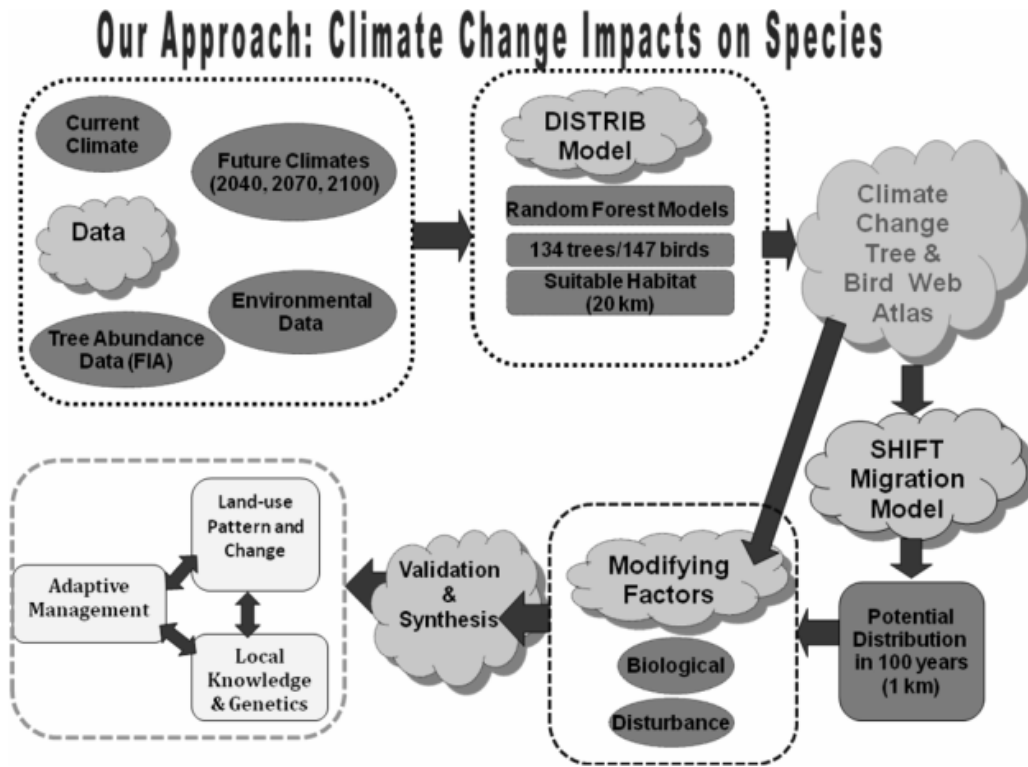 Our Approach: Climate Change Impacts on Species
Current
Climate
Future Climates
(2040, 2070, 2100)
Data
Environmental
Data
Tree Abundance
Data (FIA)
DISTRIB
Model
Random Forest Models
134 trees/147 birds
Suitable Habitat
(20 km)
Climate
Change
Tree &
Bird Web
Atlas
SHIFT
Migration
Model
Potential
Distribution
in 100 years
(1 km)
Modifying
Factors
Biological
Disturbance
Validation
&
Synthesis
Land-use
Pattern and
Change
Adaptive
Management
Local
Knowledge
& Genetics